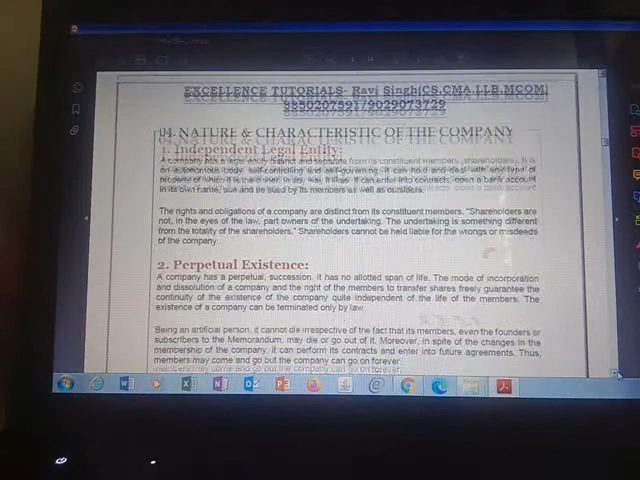 EXCELLENCE TUTORIALS- Ravi Singh(CS,CMA,LLB,MCOM)
8850207591/9029073729
04. NATURE & CHARACTERISTIC OF THE COMPANY
1. Independent Legal Entity:
A company has a legal entity distinct and separate from its constituent members (shareholders). It is
an autonomous body, self-controlling and self-governing. It can hold and deal with any type of
property of which it is the owner, in any way it likes. It can enter into contracts, open a bank account
in its own name, sue and be sued by its members as well as outsiders.
The rights and obligations of a company are distinct from its constituent members. "Shareholders are
not, in the eyes of the law, part owners of the undertaking. The undertaking is something different
from the totality of the shareholders." Shareholders cannot be held liable for the wrongs or misdeeds
of the company.
2. Perpetual Existence:
A company has a perpetual, succession. It has no allotted span of life. The mode of incorporation
and dissolution of a company and the right of the members to transfer shares freely guarantee the
continuity of the existence of the company quite independent of the life of the members. The
existence of a company can be terminated only by law.
Being an artificial person, it cannot die irrespective of the fact that its members, even the founders or
subscribers to the Memorandum, may die or go out of it. Moreover, in spite of the changes in the
membership of the company, it can perform its contracts and enter into future agreements. Thus,
members may come and go but the company can go on forever.